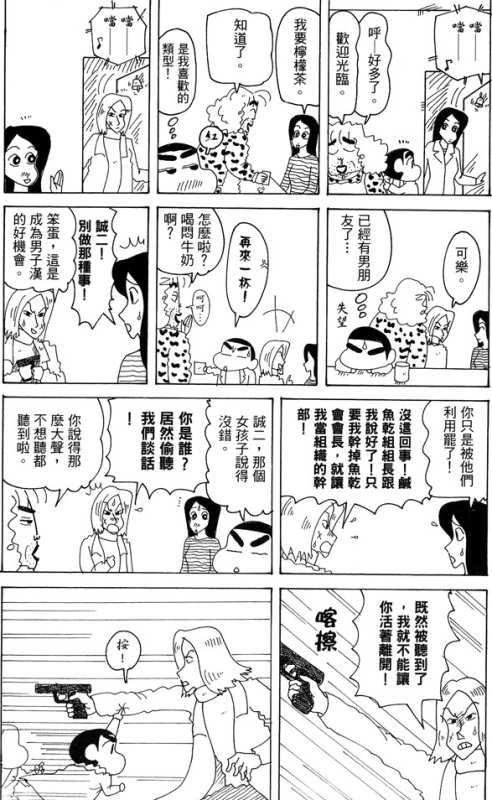 噹噹
呼—好多了。
歡迎光臨。
我要檸檬茶。
知道了。
紅
是我喜歡的
類型！
噹噹
可樂。
已經有男朋
友了…
失望
再來一杯！
怎麼啦？
喝悶牛奶
啊？
呵呵…
誠二！
別做那種事！
笨蛋，這是
成為男子漢
的好機會。
你只是被他們
利用罷了！
沒這回事！鹹
魚乾組組長跟
我說好了！只
要我幹掉魚乾
會會長，就讓
我當組織的幹
部！
誠二，那個
女孩子說得
沒錯。
你是誰？
居然偷聽
我們談話
！
你說得那
麼大聲，
不想聽都
聽到啦。
既然被聽到了
，我就不能讓
你活著離開！
喀擦
按！